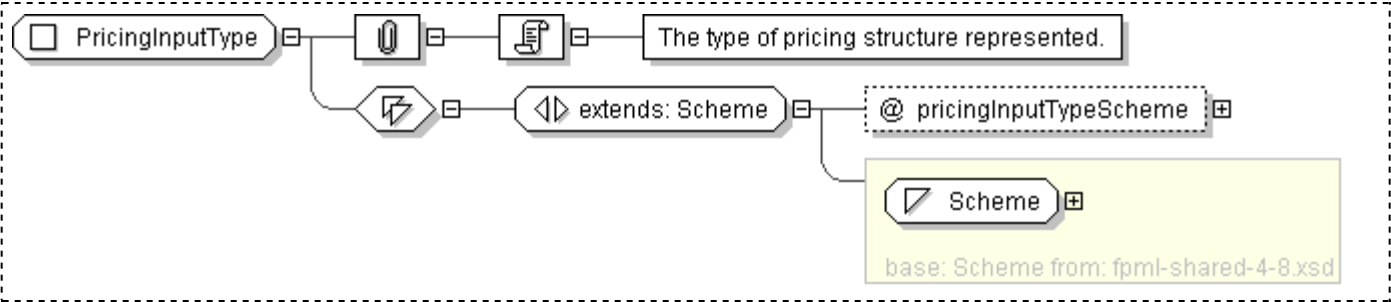 PricingInputType
The type of pricing structure represented.
extends: Scheme
@ pricingInputTypeScheme
Scheme
base: Scheme from: fpml-shared-4-8.xsd